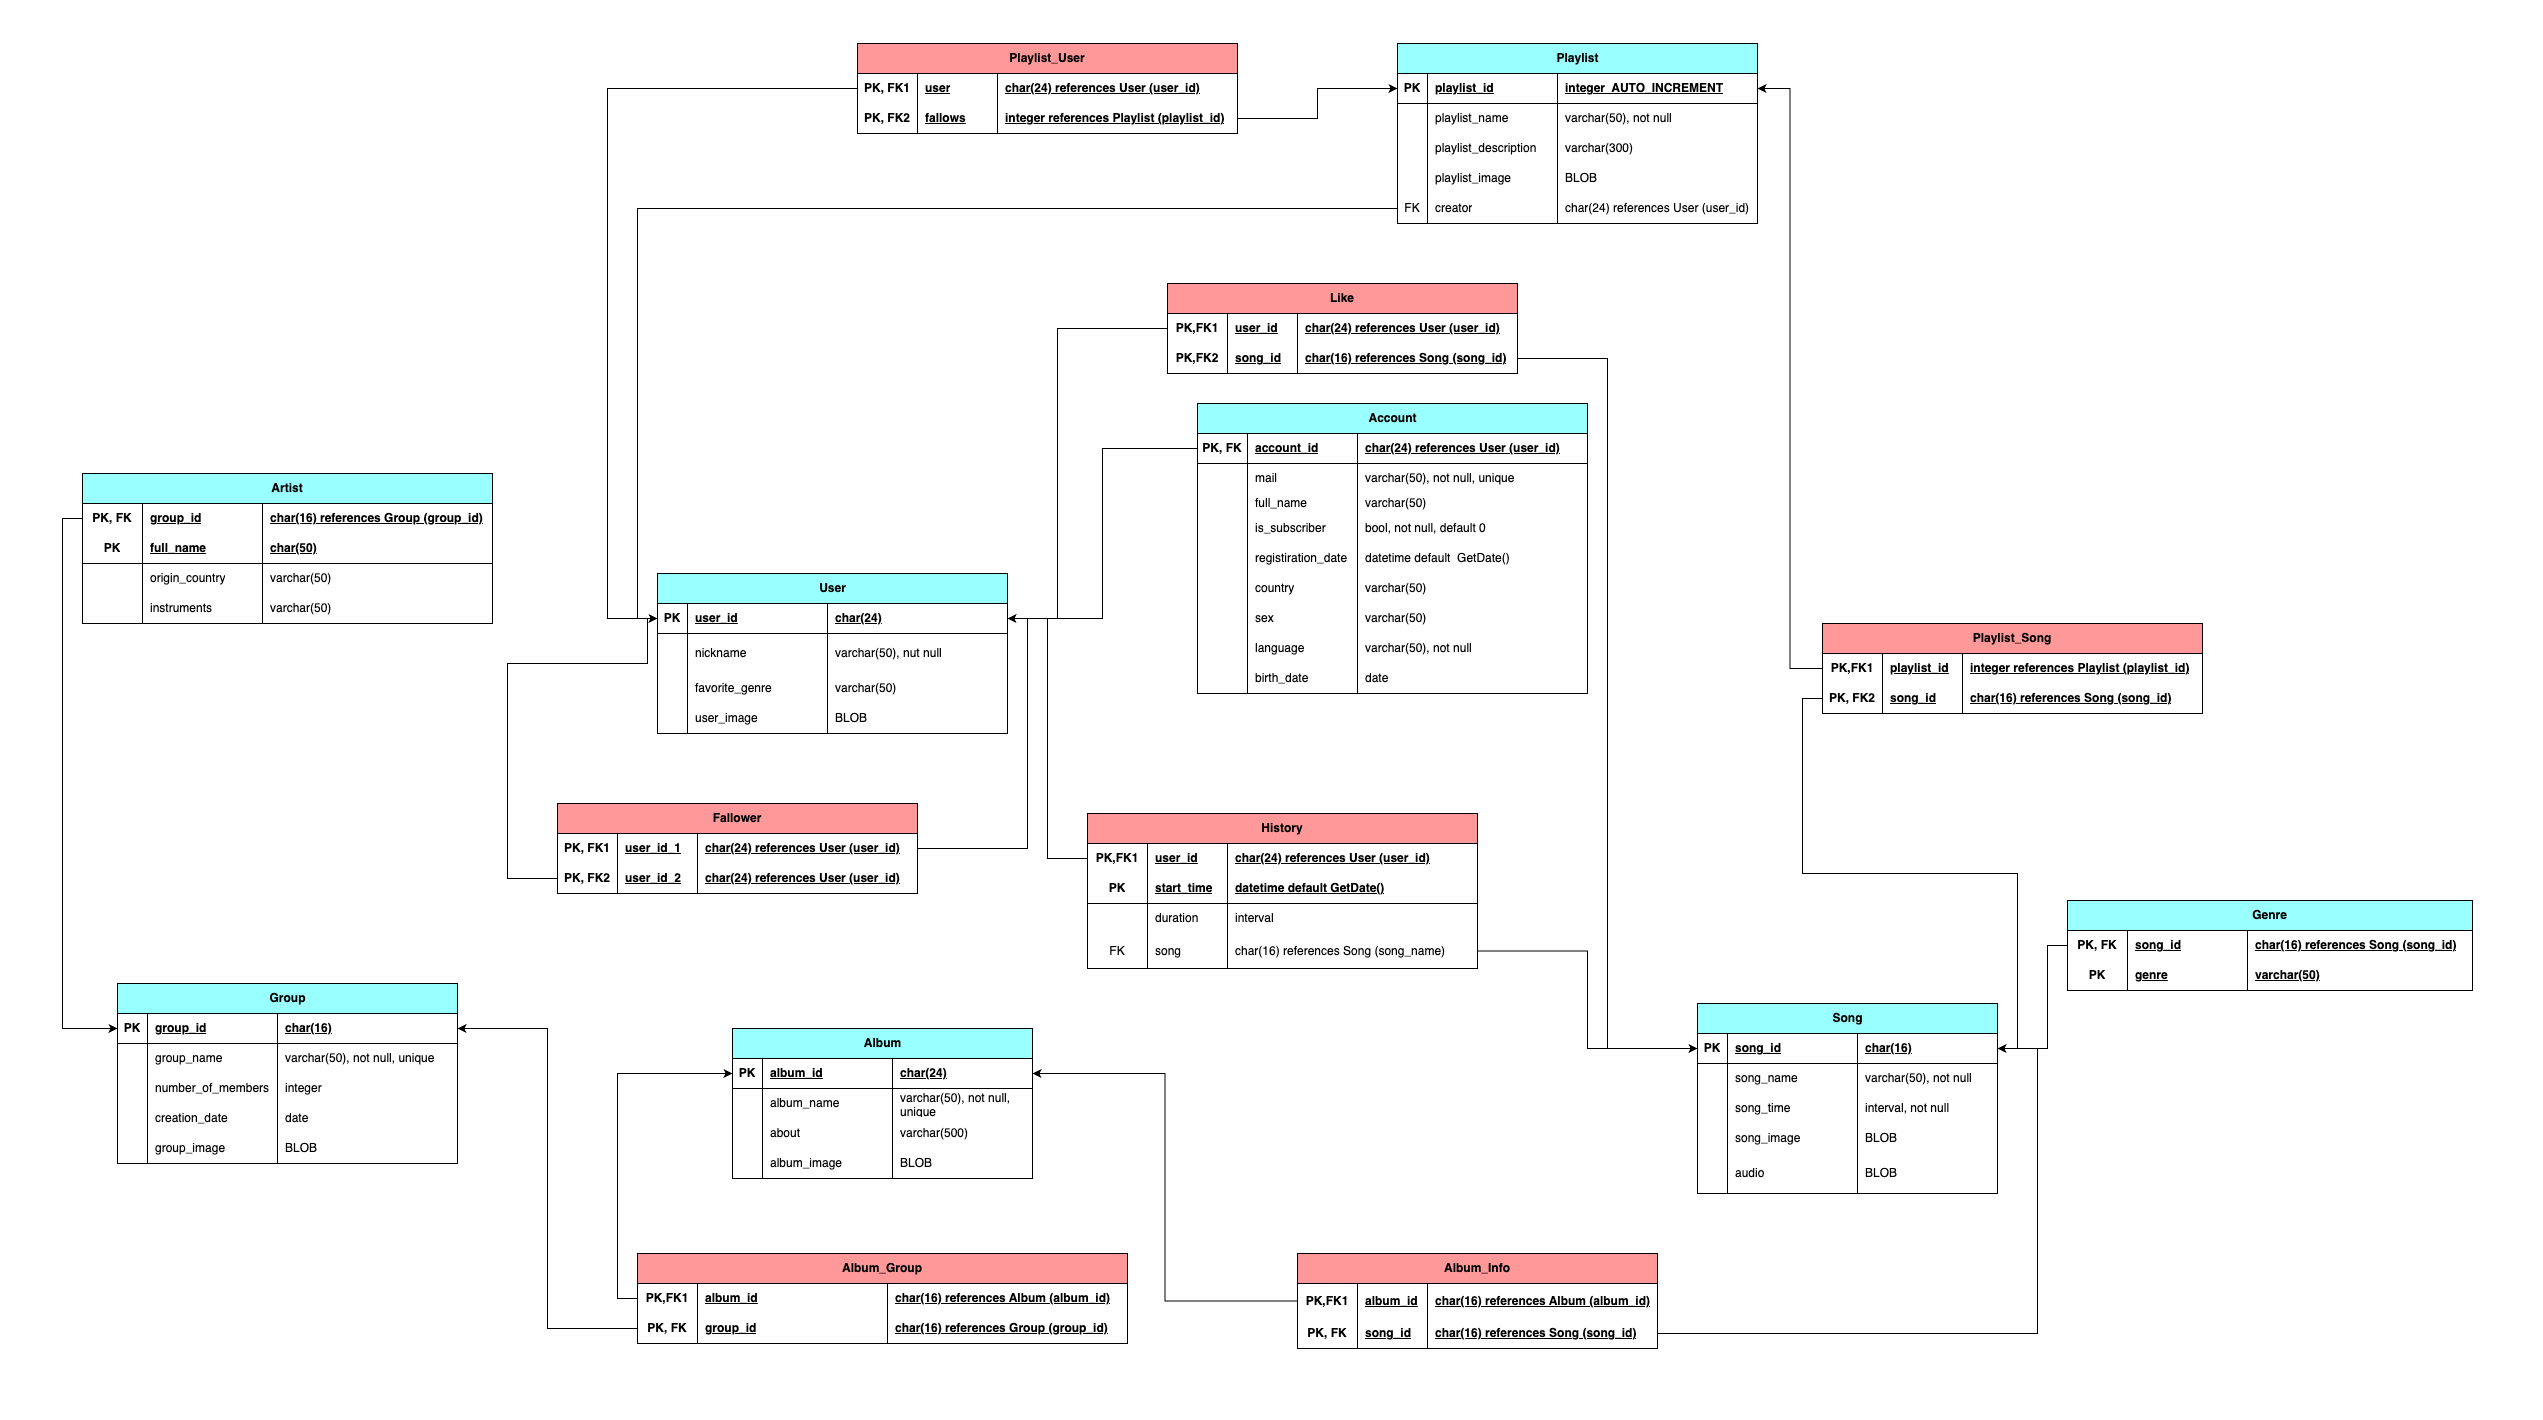 Playlist_User
PK, FK1 user char(24) references User (user_id)
PK, FK2 fallows integer references Playlist (playlist_id)
Playlist
PK playlist_id integer AUTO_INCREMENT
playlist_name varchar(50), not null
playlist_description varchar(300)
playlist_image BLOB
FK creator char(24) references User (user_id)
Like
PK,FK1 user_id char(24) references User (user_id)
PK,FK2 song_id char(16) references Song (song_id)
Account
PK, FK account_id char(24) references User (user_id)
mail varchar(50), not null, unique
full_name varchar(50)
is_subscriber bool, not null, default 0
registiration_date datetime default  GetDate()
country varchar(50)
sex varchar(50)
language varchar(50), not null
birth_date date
Artist
PK, FK group_id char(16) references Group (group_id)
PK full_name char(50)
origin_country varchar(50)
instruments varchar(50)
User
PK user_id char(24)
nickname varchar(50), nut null
favorite_genre varchar(50)
user_image BLOB
Playlist_Song
PK,FK1 playlist_id integer references Playlist (playlist_id)
PK, FK2 song_id char(16) references Song (song_id)
Fallower
PK, FK1 user_id_1 char(24) references User (user_id)
PK, FK2 user_id_2 char(24) references User (user_id)
History
PK,FK1 user_id char(24) references User (user_id)
PK start_time datetime default GetDate()
duration interval
FK song char(16) references Song (song_name)
Genre
PK, FK song_id char(16) references Song (song_id)
PK genre varchar(50)
Group
PK group_id char(16)
group_name varchar(50), not null, unique
number_of_members integer
creation_date date
group_image BLOB
Album
PK album_id char(24)
album_name varchar(50), not null,
unique
about varchar(500)
album_image BLOB
Song
PK song_id char(16)
song_name varchar(50), not null
song_time interval, not null
song_image BLOB
audio BLOB
Album_Group
PK,FK1 album_id char(16) references Album (album_id)
PK, FK group_id char(16) references Group (group_id)
Album_Info
PK,FK1 album_id char(16) references Album (album_id)
PK, FK song_id char(16) references Song (song_id)